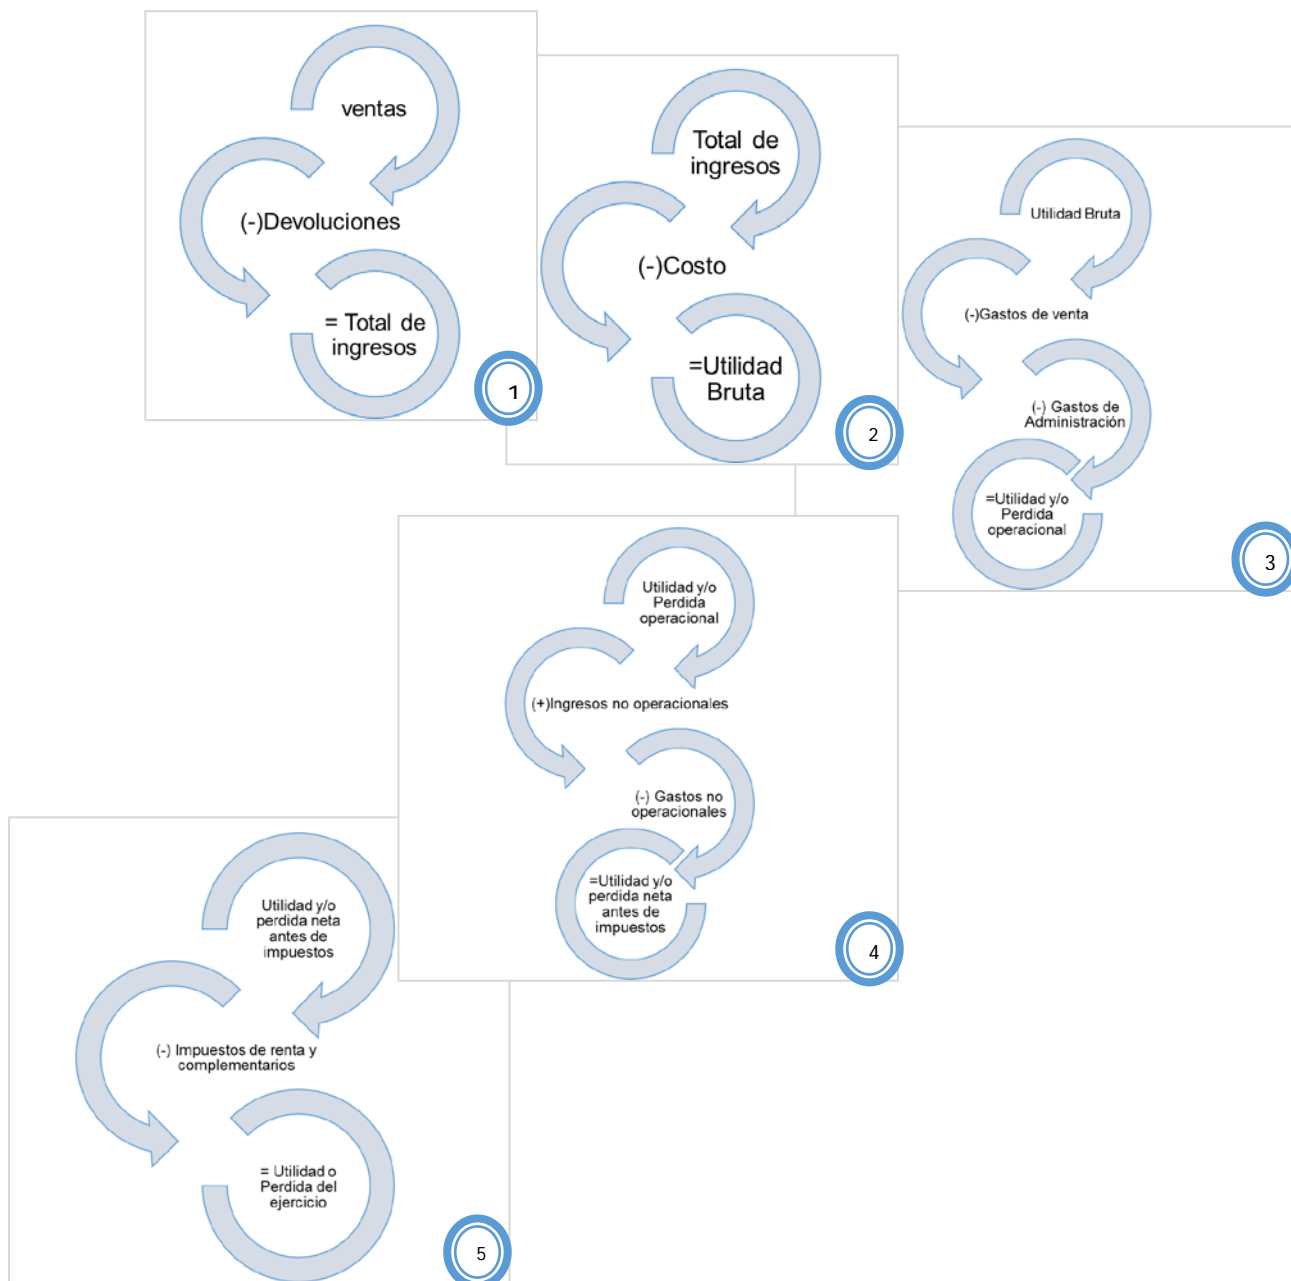 ventas
(-)Devoluciones
= Total de
ingresos
1
Total de
ingresos
(-)Costo
=Utilidad
Bruta
2
Utilidad Bruta
(-)Gastos de venta
(-) Gastos de
Administración
=Utilidad y/o
Perdida
operacional
3
Utilidad y/o
Perdida
operacional
(+)Ingresos no operacionales
(-) Gastos no
operacionales
=Utilidad y/o
perdida neta
antes de
impuestos
4
Utilidad y/o
perdida neta
antes de
impuestos
(-) Impuestos de renta y
complementarios
= Utilidad o
Perdida del
ejercicio
5